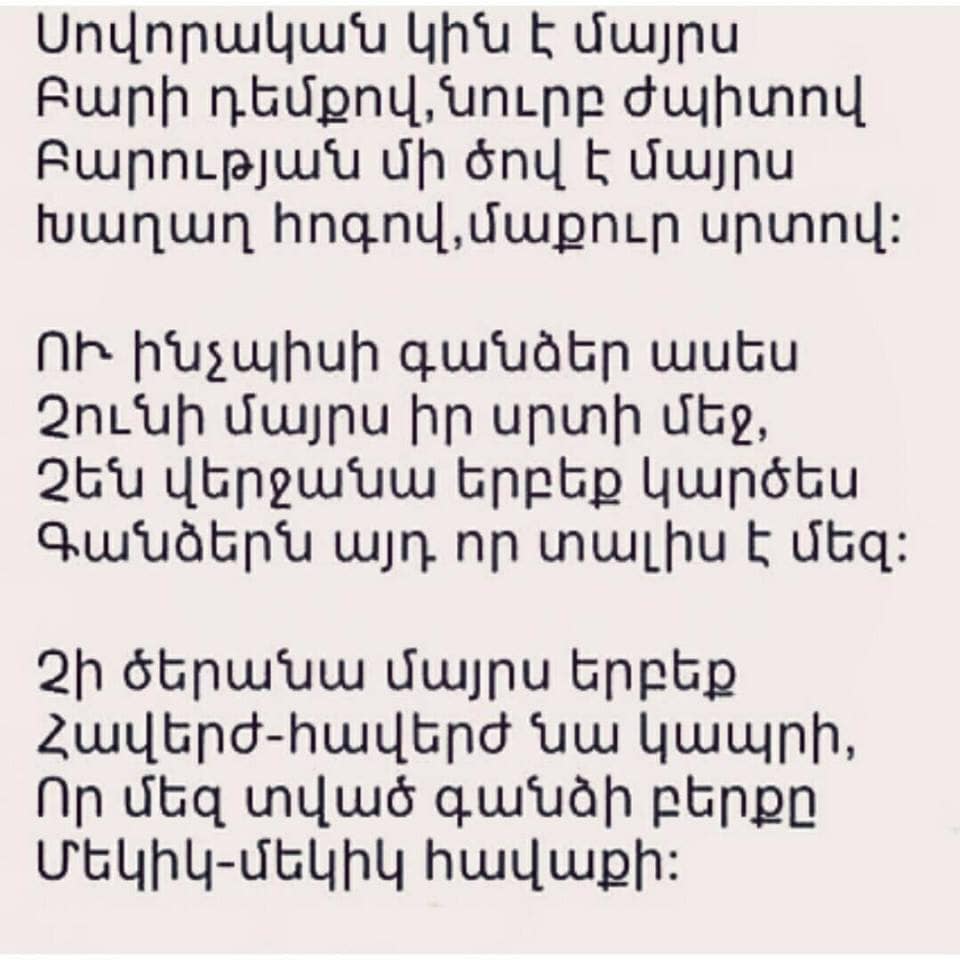 Սովորական կին է մայրս
Բարի դեմքով,նուրբ ժպիտով
Բարության մի ծով է մայրս
Խաղաղ հոգով,մաքուր սրտով:
ՈՒ ինչպիսի գանձեր ասես
Չունի մայրս իր սրտի մեջ,
Չեն վերջանա երբեք կարծես
Գանձերն այդ որ տալիս է մեզ:
Չի ծերանա մայրս երբեք
Հավերժ-հավերժ նա կապրի,
Որ մեզ տված գանձի բերքը
Մեկիկ-մեկիկ հավաքի: